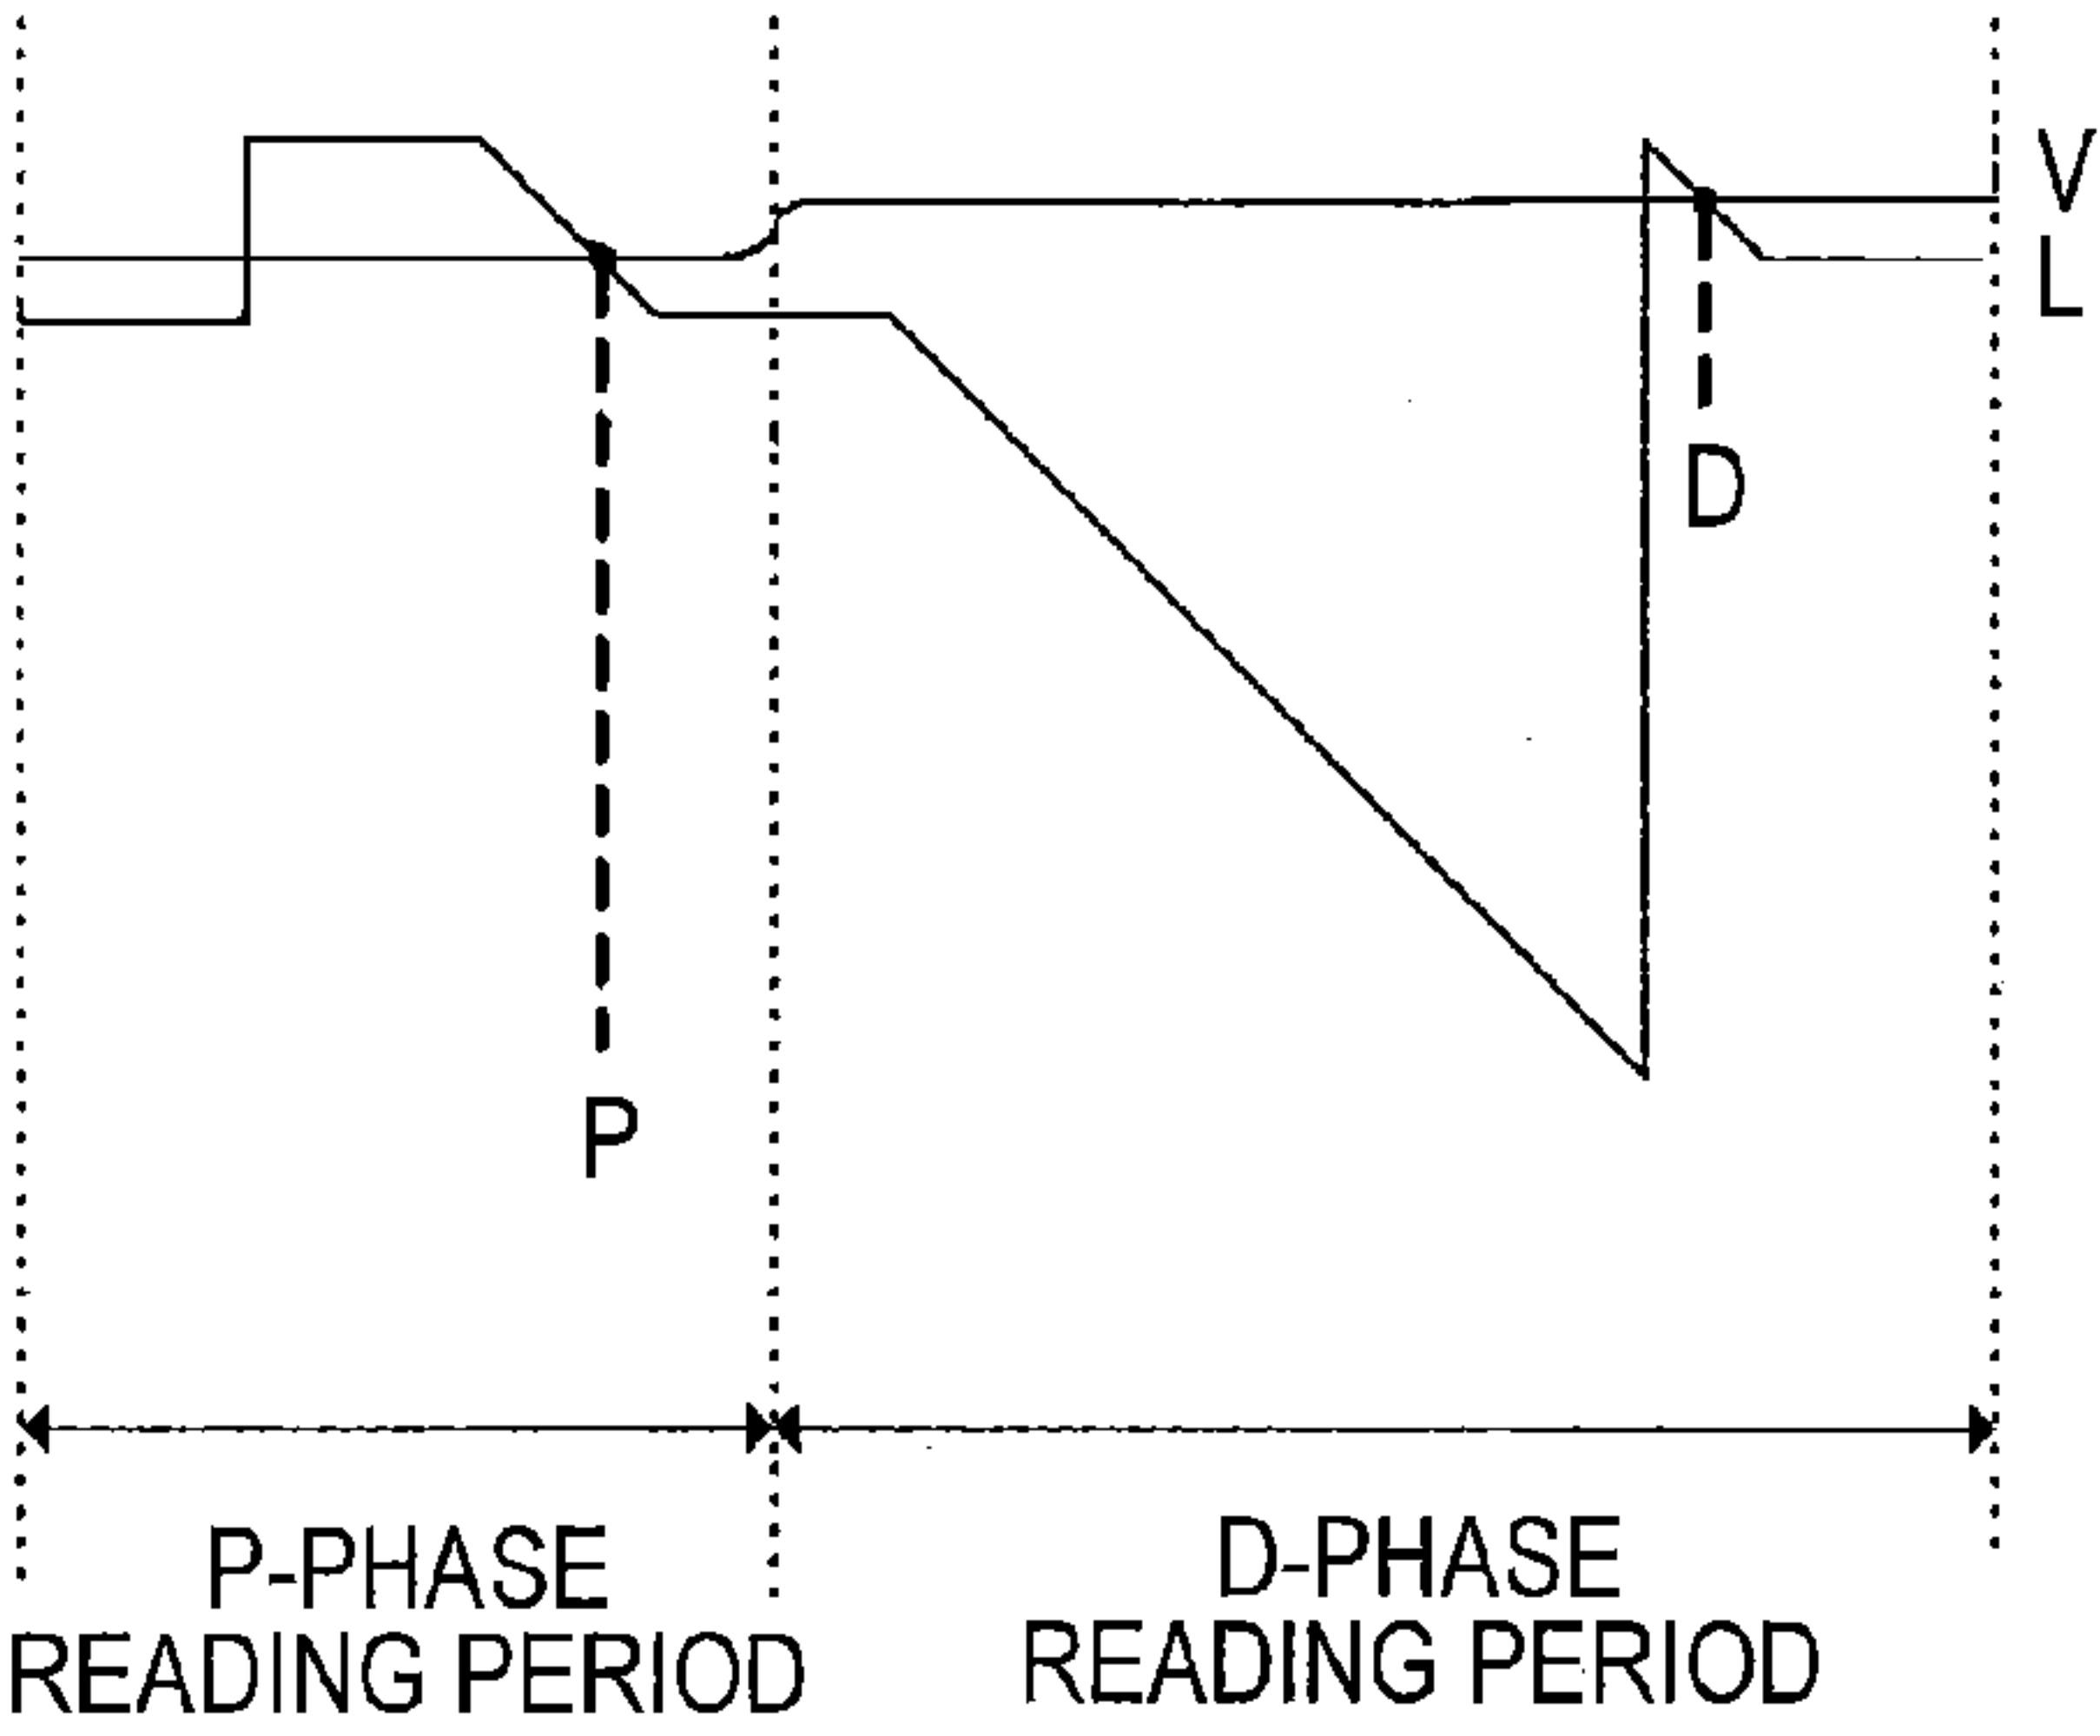 V
L
D
P
P-PHASE
READING PERIOD
D-PHASE
READING PERIOD